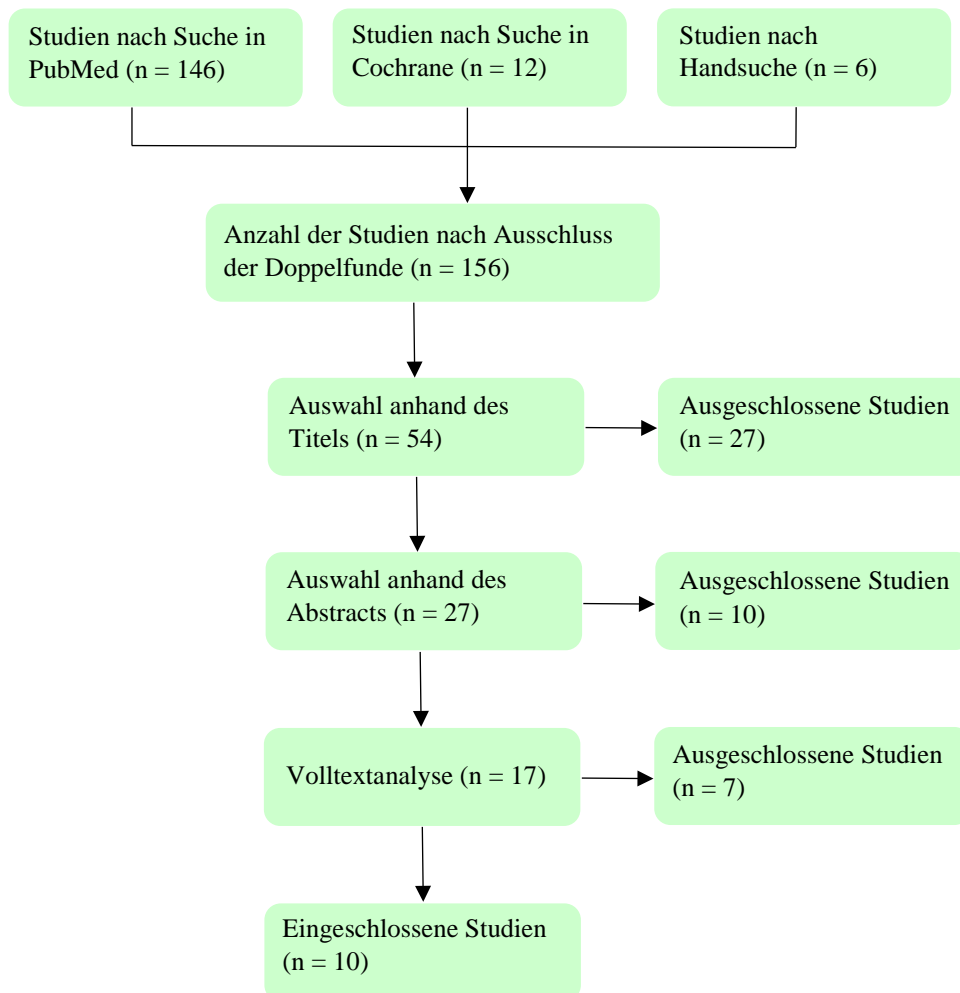 Studien nach Suche in
PubMed (n = 146)
Studien nach Suche in
Cochrane (n = 12)
Studien nach
Handsuche (n = 6)
Anzahl der Studien nach Ausschluss
der Doppelfunde (n = 156)
Auswahl anhand des
Titels (n = 54)
Ausgeschlossene Studien
(n = 27)
Auswahl anhand des
Abstracts (n = 27)
Ausgeschlossene Studien
(n = 10)
Volltextanalyse (n = 17)
Ausgeschlossene Studien
(n = 7)
Eingeschlossene Studien
(n = 10)